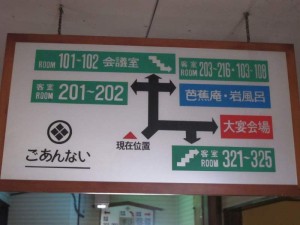 客室 ROOM 101~102 会議室
客室 ROOM 203~216・103~108
客室 ROOM 201~202
芭蕉庵・岩風呂
大宴会場
現在位置
ごあんない
客室 ROOM 321~325